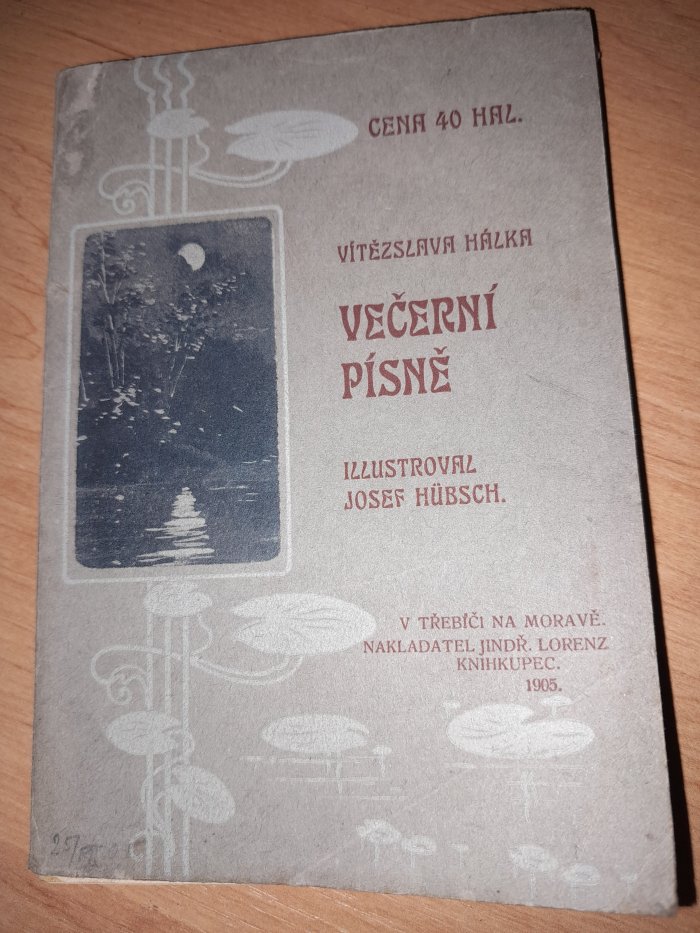 CENA 40 HAL.
VÍTĚZSLAVA HÁLKA
VEČERNÍ
PÍSNĚ
ILLUSTROVAL
JOSEF HÜBSCH.
V TŘEBÍČI NA MORAVĚ.
NAKLADATEL JINDŘ. LORENZ
KNIHKUPEC.
1905.